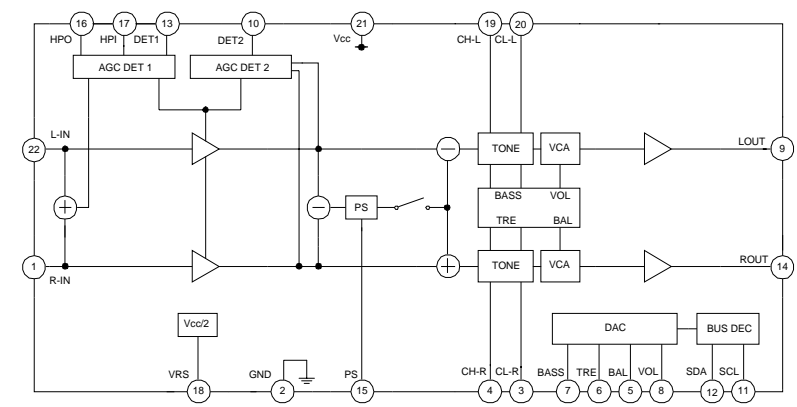 16 17 13 10 21 19 20
HPO HPI DET1 DET2 Vcc CH-L CL-L
AGC DET 1 AGC DET 2
L-IN LOUT
22 TONE VCA 9
BASS VOL
+ − PS
TRE BAL
− +
1 TONE VCA ROUT 14
R-IN
Vcc/2 DAC BUS DEC
VRS GND PS CH-R CL-R BASS TRE BAL VOL SDA SCL
18 2 15 4 3 7 6 5 8 12 11